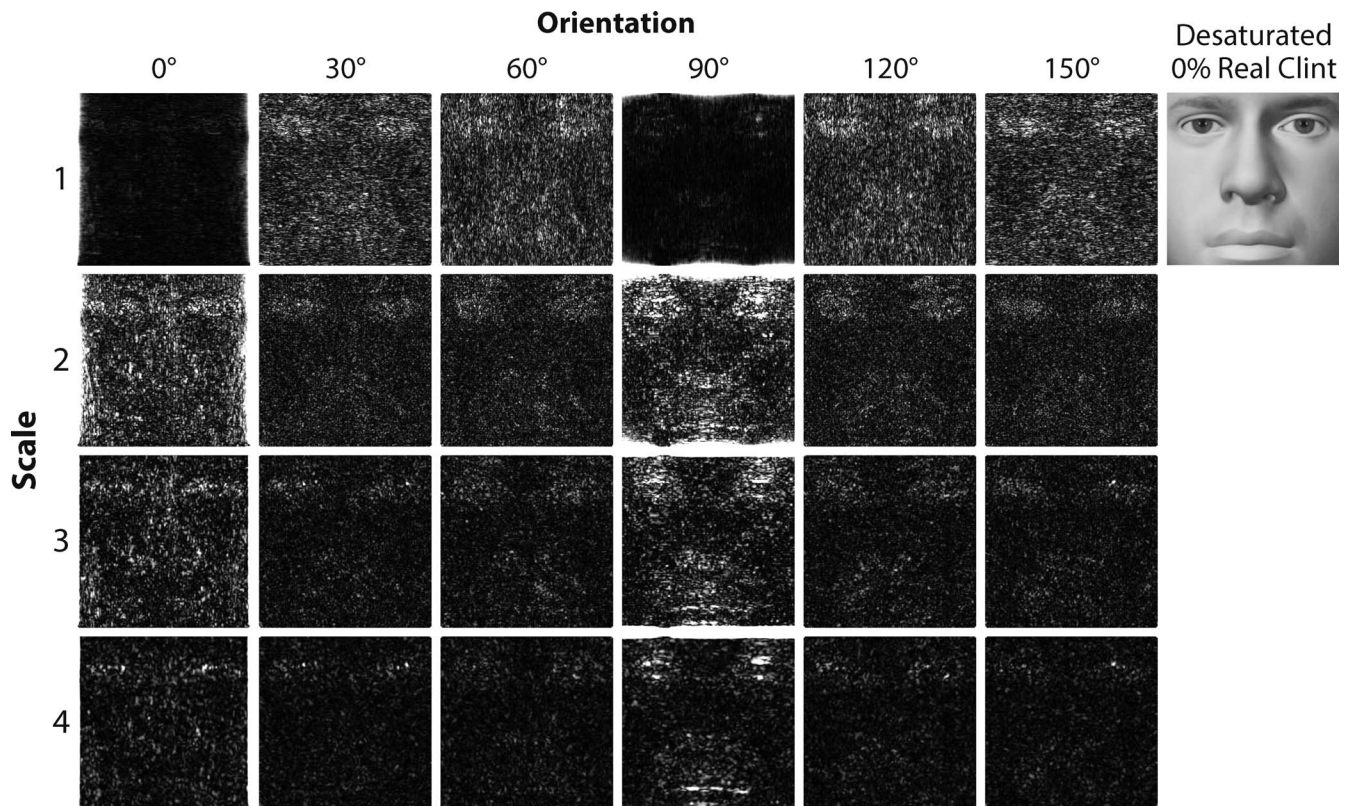 Orientation
0° 30° 60° 90° 120° 150°
Desaturated
0% Real Clint
1
2
3
4
Scale